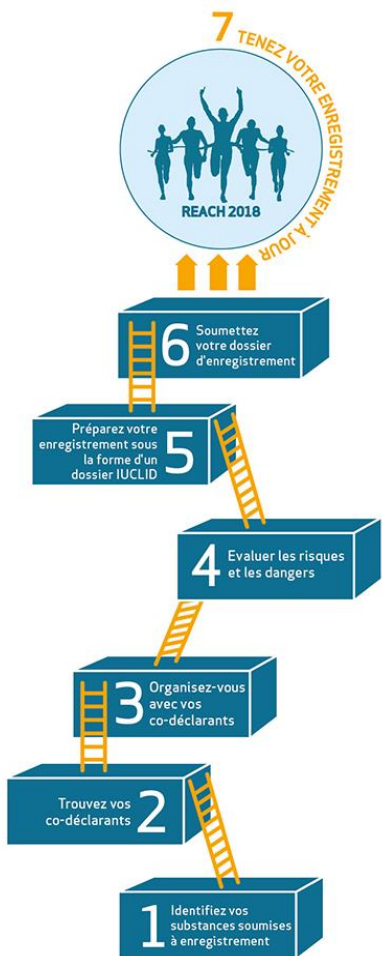 7 TENEZ VOTRE ENREGISTREMENT À JOUR
REACH 2018
6
Soumettez
votre dossier
d'enregistrement
Préparez votre
enregistrement sous
la forme d'un
dossier IUCLID
5
4
Evaluer les risques
et les dangers
3
Organisez-vous
avec vos
co-déclarants
Trouvez vos
co-déclarants
2
1
Identifiez vos
substances soumises
à enregistrement